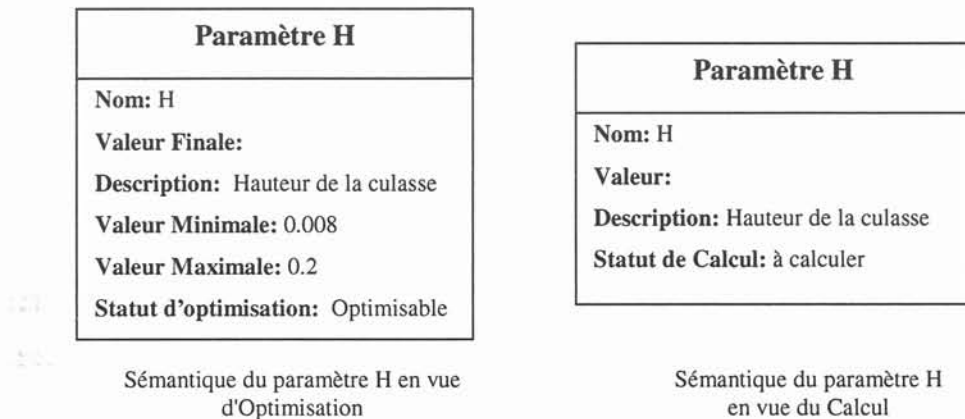 Paramètre H
Nom: H
Valeur Finale:
Description: Hauteur de la culasse
Valeur Minimale: 0.008
Valeur Maximale: 0.2
Statut d'optimisation: Optimisable
Sémantique du paramètre H en vue
d'Optimisation
Paramètre H
Nom: H
Valeur:
Description: Hauteur de la culasse
Statut de Calcul: à calculer
Sémantique du paramètre H
en vue du Calcul